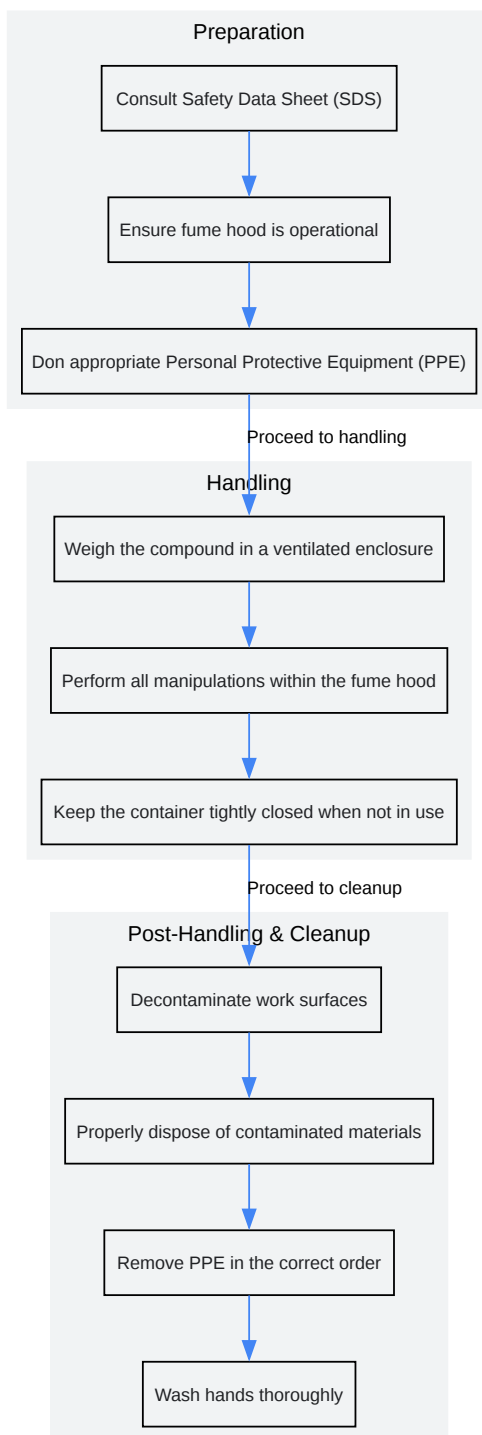 Preparation
Consult Safety Data Sheet (SDS)
Ensure fume hood is operational
Don appropriate Personal Protective Equipment (PPE)
Proceed to handling
Handling
Weigh the compound in a ventilated enclosure
Perform all manipulations within the fume hood
Keep the container tightly closed when not in use
Proceed to cleanup
Post-Handling & Cleanup
Decontaminate work surfaces
Properly dispose of contaminated materials
Remove PPE in the correct order
Wash hands thoroughly